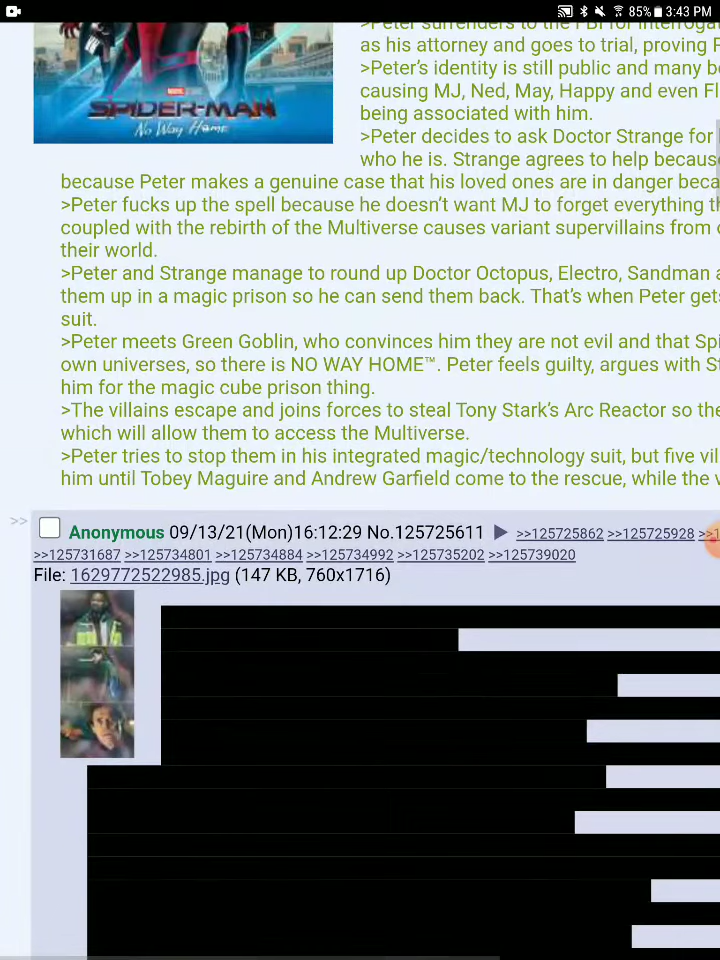 85% 3:43 PM
>Peter surrenders to the FBI for
as his attorney and goes to trial, proving
>Peter's identity is still public and many
causing MJ, Ned, May, Happy and even
being associated with him.
>Peter decides to ask Doctor Strange for
who he is. Strange agrees to help
because Peter makes a genuine case that his loved ones are in danger
>Peter fucks up the spell because he doesn't want MJ to forget everything
coupled with the rebirth of the Multiverse causes variant supervillains from
their world.
>Peter and Strange manage to round up Doctor Octopus, Electro, Sandman
them up in a magic prison so he can send them back. That's when Peter
suit.
>Peter meets Green Goblin, who convinces him they are not evil and that
own universes, so there is NO WAY HOME™. Peter feels guilty, argues with
him for the magic cube prison thing.
>The villains escape and joins forces to steal Tony Stark's Arc Reactor so
which will allow them to access the Multiverse.
>Peter tries to stop them in his integrated magic/technology suit, but five
him until Tobey Maguire and Andrew Garfield come to the rescue, while the
MARVEL
SPIDER-MAN
No Way Home
>> Anonymous 09/13/21(Mon)16:12:29 No.125725611 ▶ >>125725862 >>125725928
>>125731687 >>125734801 >>125734884 >>125734992 >>125735202 >>125739020
File: 1629772522985.jpg (147 KB, 760x1716)